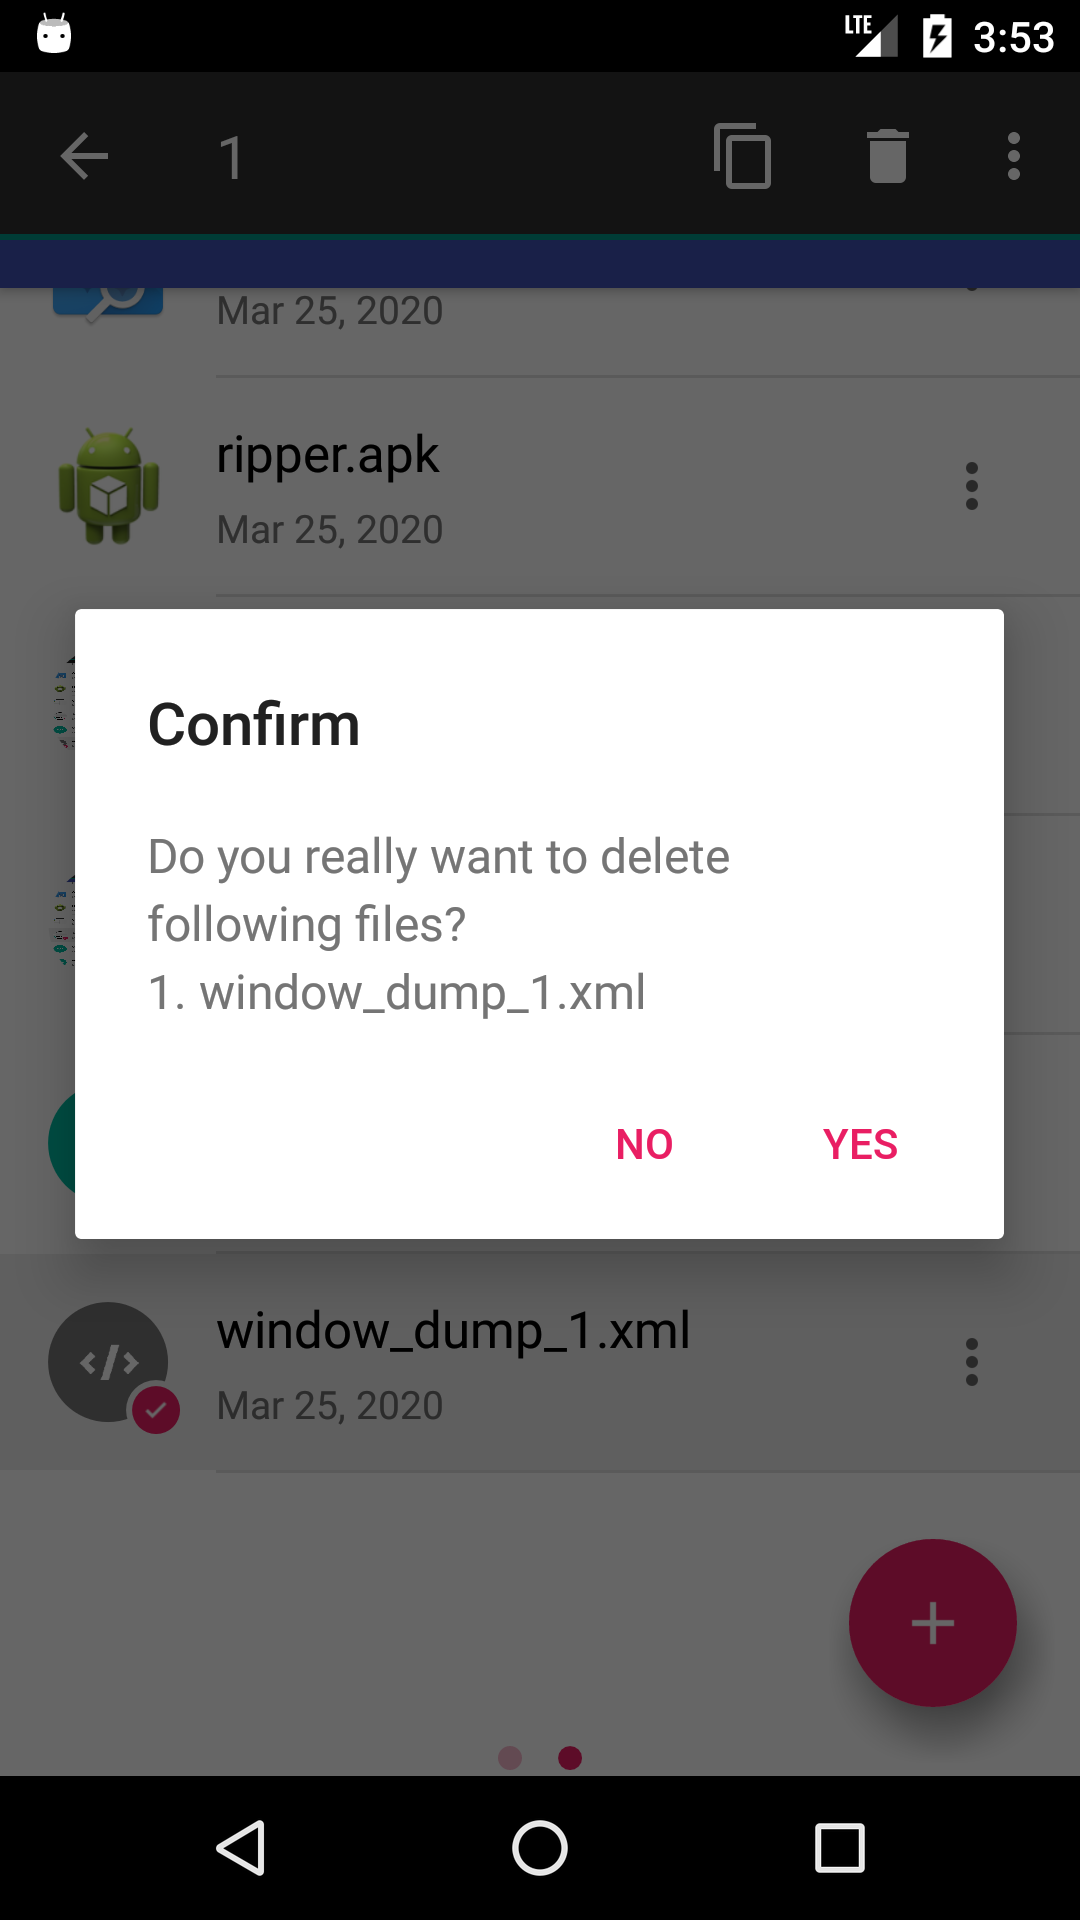 LTE 3:53
1
Mar 25, 2020
ripper.apk
Mar 25, 2020
Confirm
Do you really want to delete
following files?
1. window_dump_1.xml
NO YES
window_dump_1.xml
Mar 25, 2020